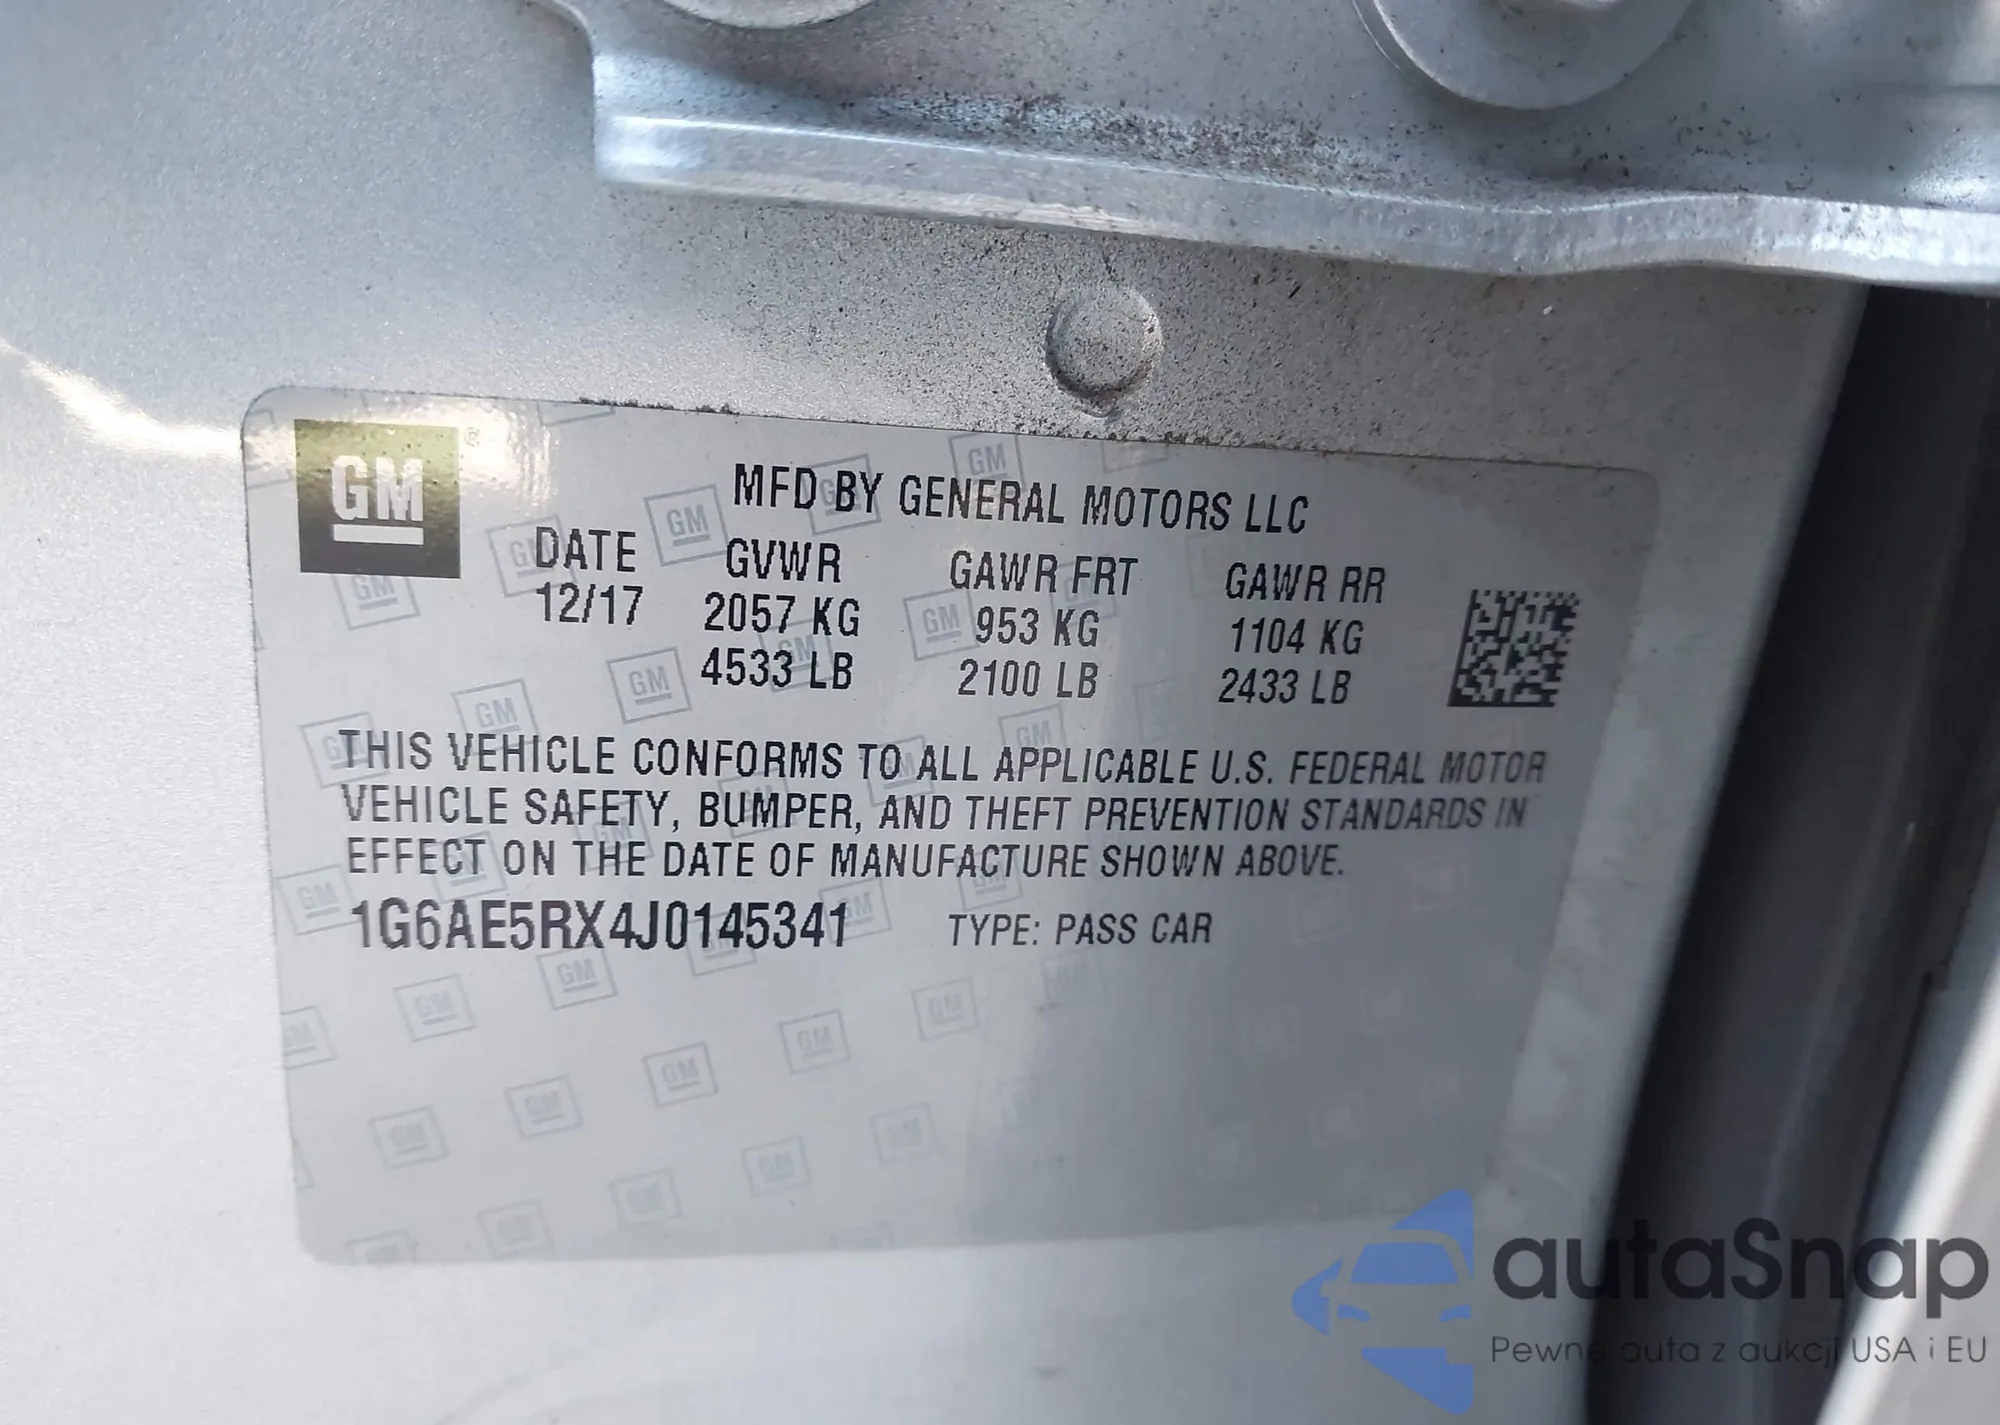 GM
MFD BY GENERAL MOTORS LLC
DATE GVWR GAWR FRT GAWR RR
12/17 2057 KG 953 KG 1104 KG
4533 LB 2100 LB 2433 LB
THIS VEHICLE CONFORMS TO ALL APPLICABLE U.S. FEDERAL MOTOR
VEHICLE SAFETY, BUMPER, AND THEFT PREVENTION STANDARDS IN
EFFECT ON THE DATE OF MANUFACTURE SHOWN ABOVE.
1G6AE5RX4J0145341 TYPE: PASS CAR
autaSnap
Pewne auta z aukcji USA i EU